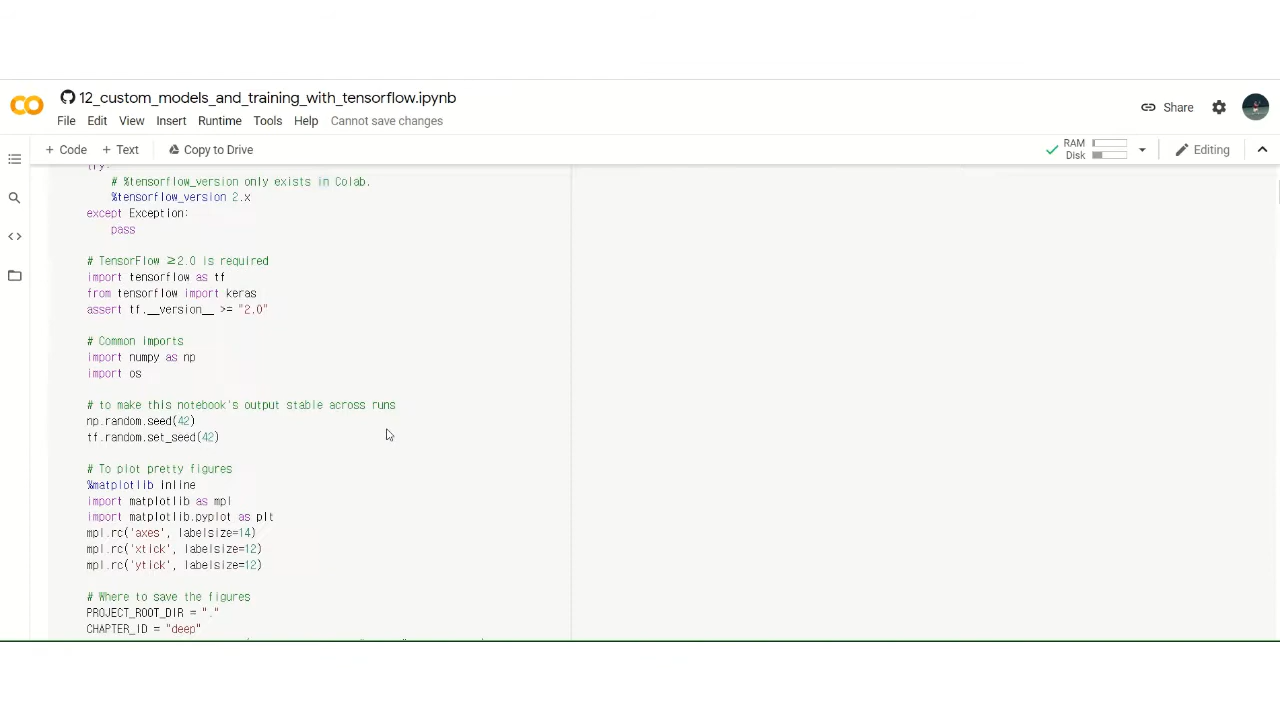 12_custom_models_and_training_with_tensorflow.ipynb
Share
File Edit View Insert Runtime Tools Help Cannot save changes
+ Code + Text Copy to Drive
RAM
Disk
Editing
try:
# %tensorflow_version only exists in Colab.
%tensorflow_version 2.x
except Exception:
pass
# TensorFlow ≥2.0 is required
import tensorflow as tf
from tensorflow import keras
assert tf.__version__ >= "2.0"
# Common imports
import numpy as np
import os
# to make this notebook's output stable across runs
np.random.seed(42)
tf.random.set_seed(42)
# To plot pretty figures
%matplotlib inline
import matplotlib as mpl
import matplotlib.pyplot as plt
mpl.rc('axes', labelsize=14)
mpl.rc('xtick', labelsize=12)
mpl.rc('ytick', labelsize=12)
# Where to save the figures
PROJECT_ROOT_DIR = "."
CHAPTER_ID = "deep"